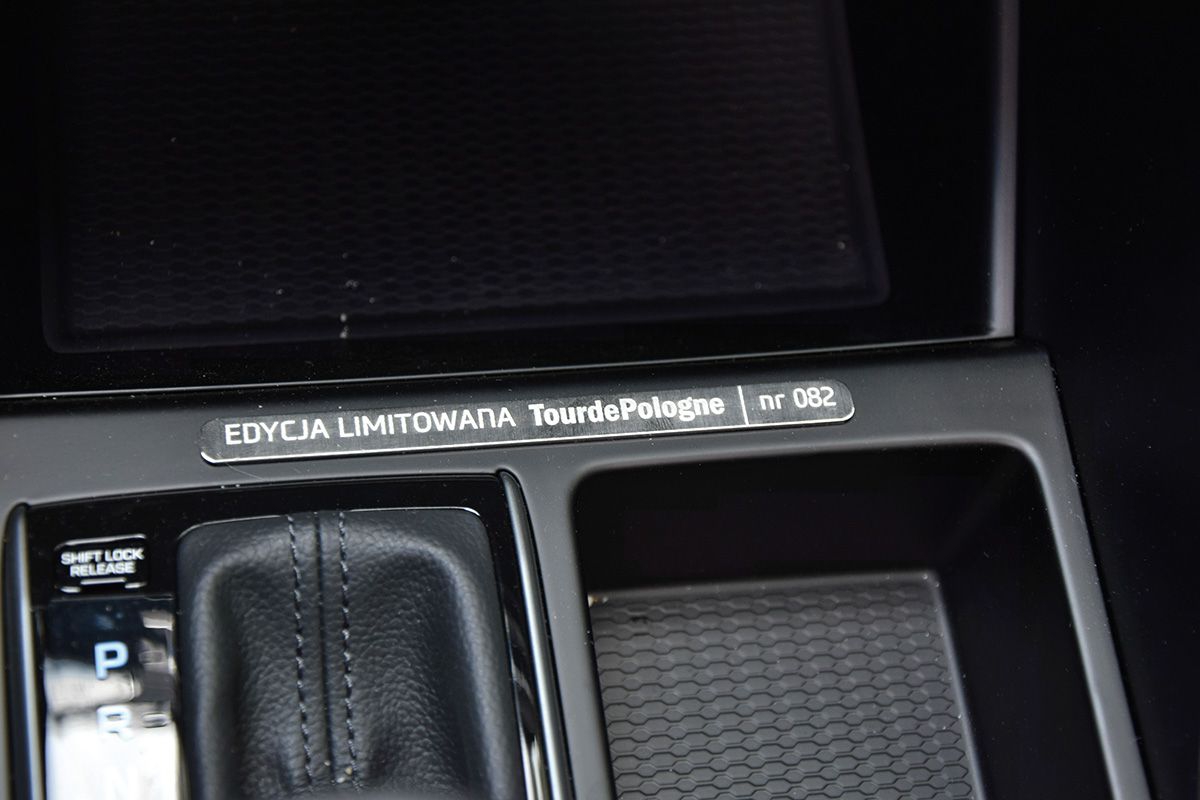 EDYCJA LIMITOWANA TourdePologne | nr 082
SHIFT LOCK
RELEASE
P
R
N